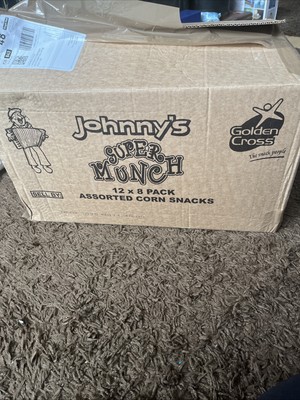 Johnny's
SUPER
MUNCH
12 x 8 PACK
ASSORTED CORN SNACKS
SELL BY:
Golden
Cross
The snack people